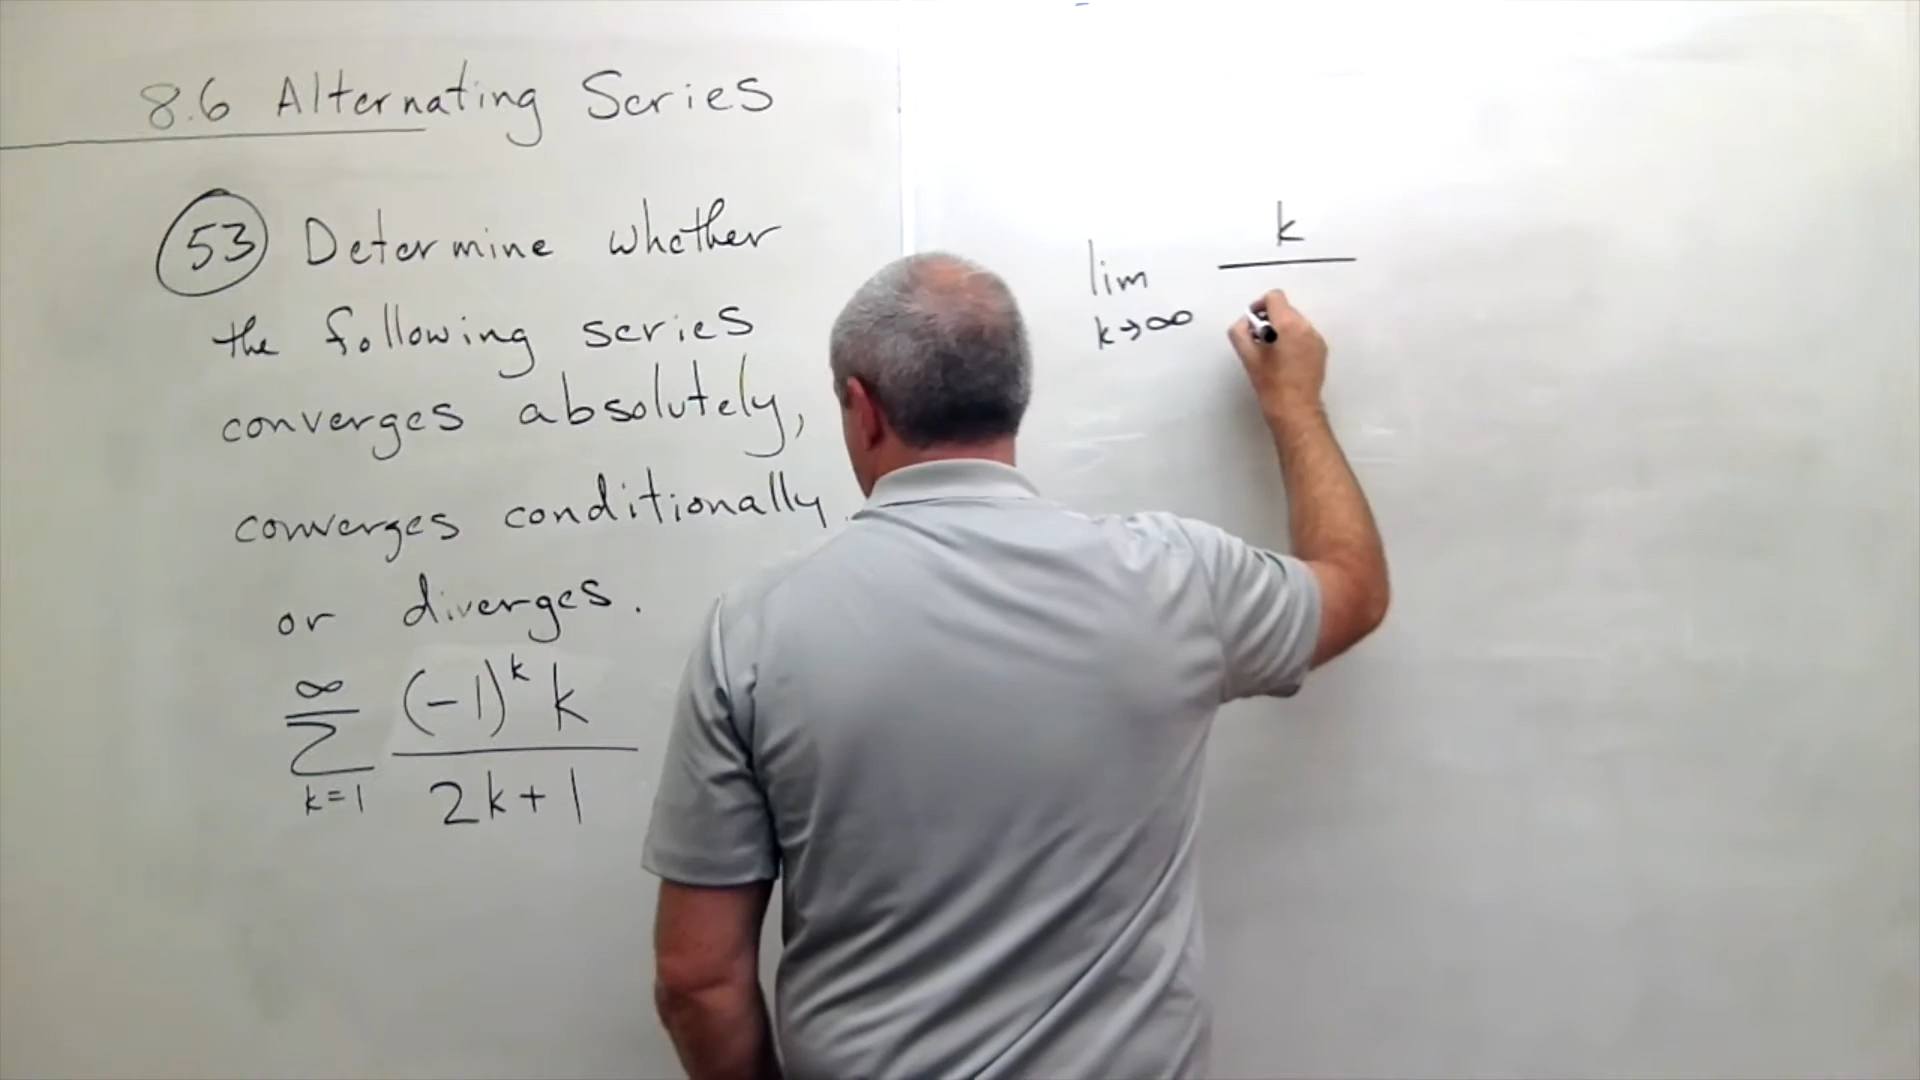 8.6 Alternating Series
53 Determine whether
the following series
converges absolutely,
converges conditionally
or diverges.
∞
∑ (-1)^k k / 2k+1
k=1
lim k
k→∞